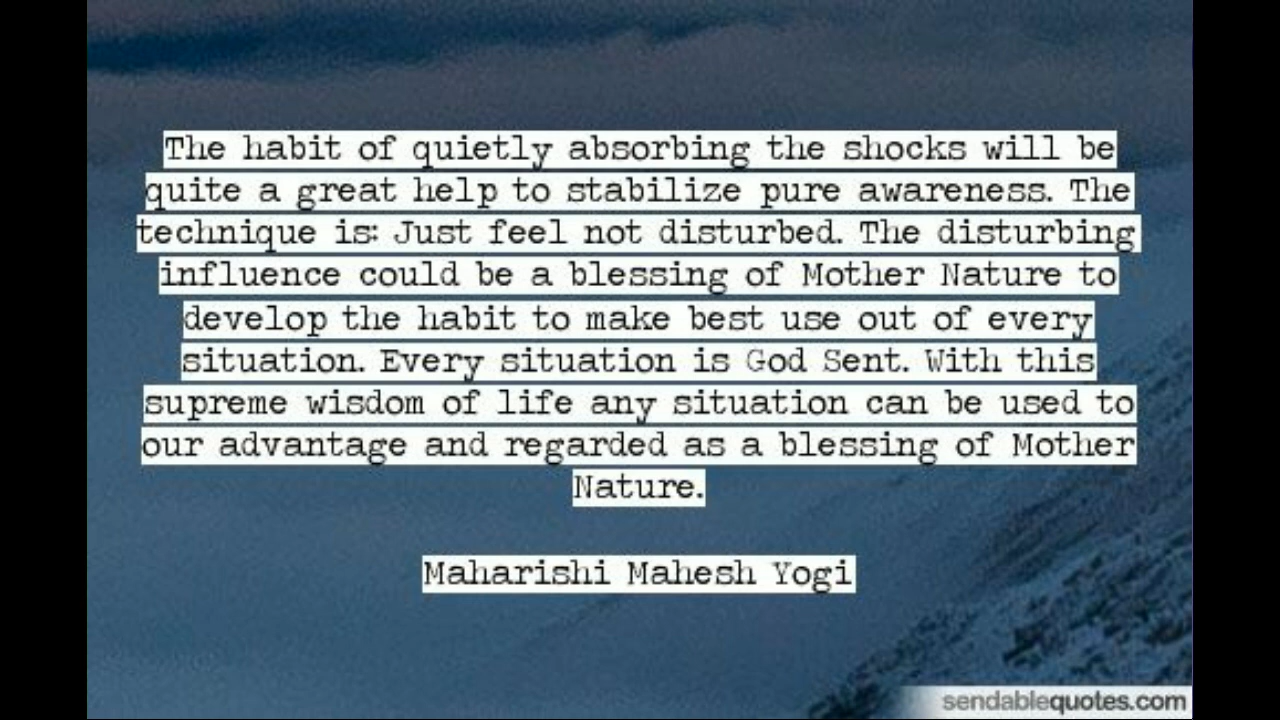 The habit of quietly absorbing the shocks will be
quite a great help to stabilize pure awareness. The
technique is: Just feel not disturbed. The disturbing
influence could be a blessing of Mother Nature to
develop the habit to make best use out of every
situation. Every situation is God Sent. With this
supreme wisdom of life any situation can be used to
our advantage and regarded as a blessing of Mother
Nature.
Maharishi Mahesh Yogi
sendablequotes.com